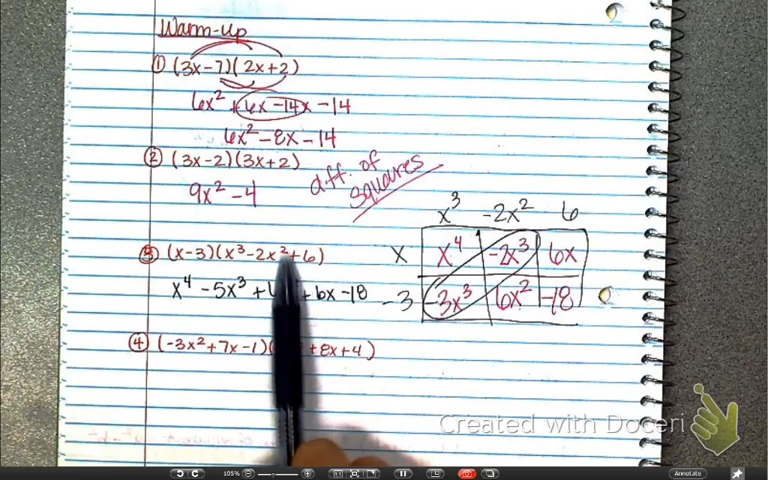 Warm-Up
① (3x-7)(2x+2)
6x² + 6x - 14x - 14
6x² - 8x - 14
② (3x-2)(3x+2)
9x² - 4
diff. of
squares
③ (x-3)(x³-2x²+6)
x⁴ - 5x³ + + 6x - 18
x³ -2x² 6
x x⁴ -2x³ 6x
-3 -3x³ 6x² -18
④ (-3x²+7x-1)( +8x+4)
Created with Doceri
105%
Annotate